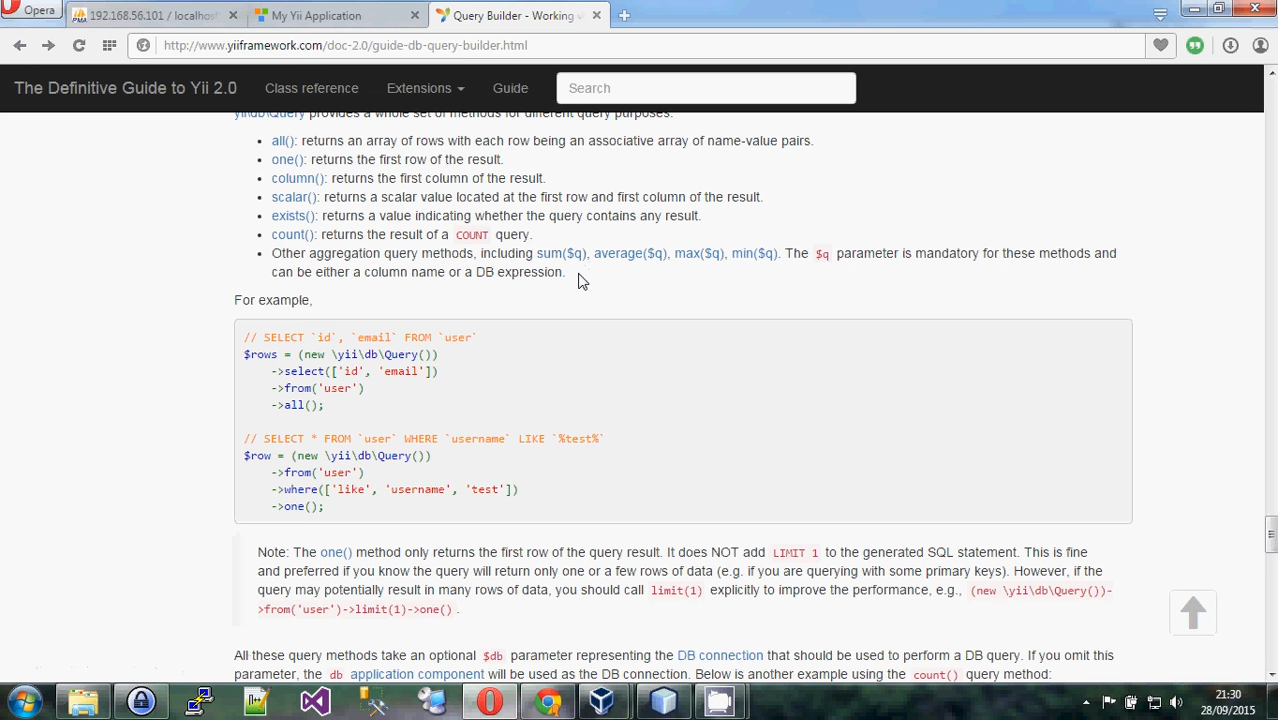 Opera
192.168.56.101 / localhost
My Yii Application
Query Builder - Working w
http://www.yiiframework.com/doc-2.0/guide-db-query-builder.html
The Definitive Guide to Yii 2.0
Class reference
Extensions
Guide
Search
yii\db\Query provides a whole set of methods for different query purposes:
• all(): returns an array of rows with each row being an associative array of name-value pairs.
• one(): returns the first row of the result.
• column(): returns the first column of the result.
• scalar(): returns a scalar value located at the first row and first column of the result.
• exists(): returns a value indicating whether the query contains any result.
• count(): returns the result of a COUNT query.
• Other aggregation query methods, including sum($q), average($q), max($q), min($q). The $q parameter is mandatory for these methods and
can be either a column name or a DB expression.
For example,
// SELECT `id`, `email` FROM `user`
$rows = (new \yii\db\Query())
->select(['id', 'email'])
->from('user')
->all();
// SELECT * FROM `user` WHERE `username` LIKE `%test%`
$row = (new \yii\db\Query())
->from('user')
->where(['like', 'username', 'test'])
->one();
Note: The one() method only returns the first row of the query result. It does NOT add LIMIT 1 to the generated SQL statement. This is fine
and preferred if you know the query will return only one or a few rows of data (e.g. if you are querying with some primary keys). However, if the
query may potentially result in many rows of data, you should call limit(1) explicitly to improve the performance, e.g., (new \yii\db\Query())-
>from('user')->limit(1)->one() .
All these query methods take an optional $db parameter representing the DB connection that should be used to perform a DB query. If you omit this
parameter, the db application component will be used as the DB connection. Below is another example using the count() query method:
21:30
28/09/2015